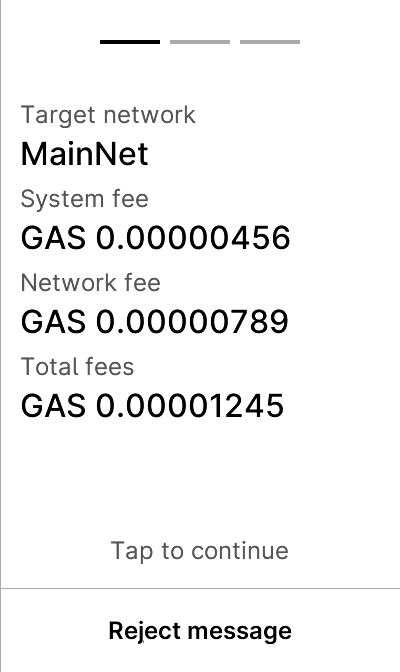 Target network
MainNet
System fee
GAS 0.00000456
Network fee
GAS 0.00000789
Total fees
GAS 0.00001245
Tap to continue
Reject message